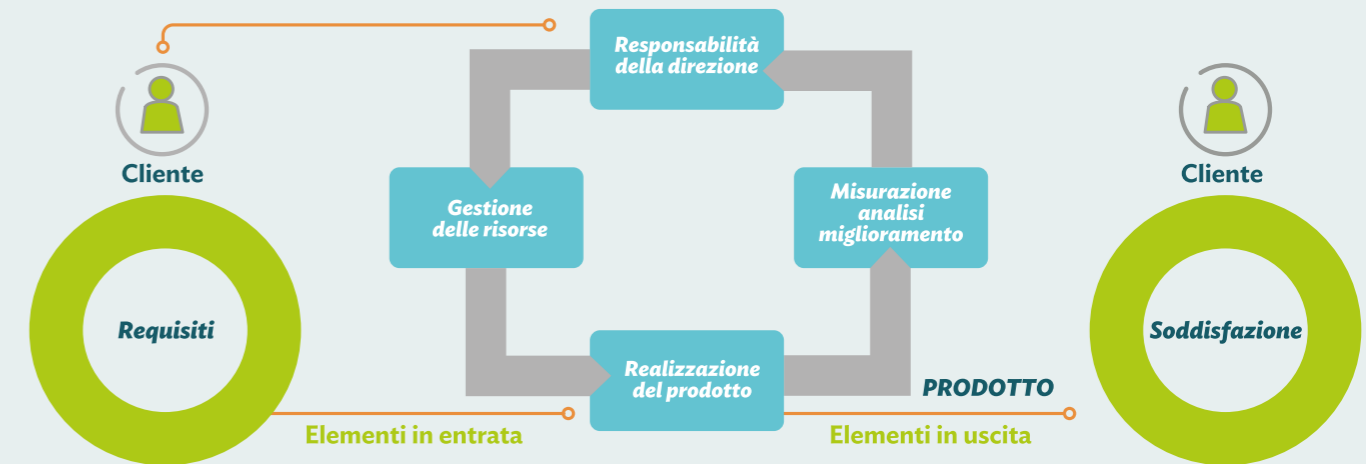 Responsabilità
della direzione
Cliente
Cliente
Gestione
delle risorse
Misurazione
analisi
miglioramento
Requisiti
Soddisfazione
Realizzazione
del prodotto
PRODOTTO
Elementi in entrata
Elementi in uscita